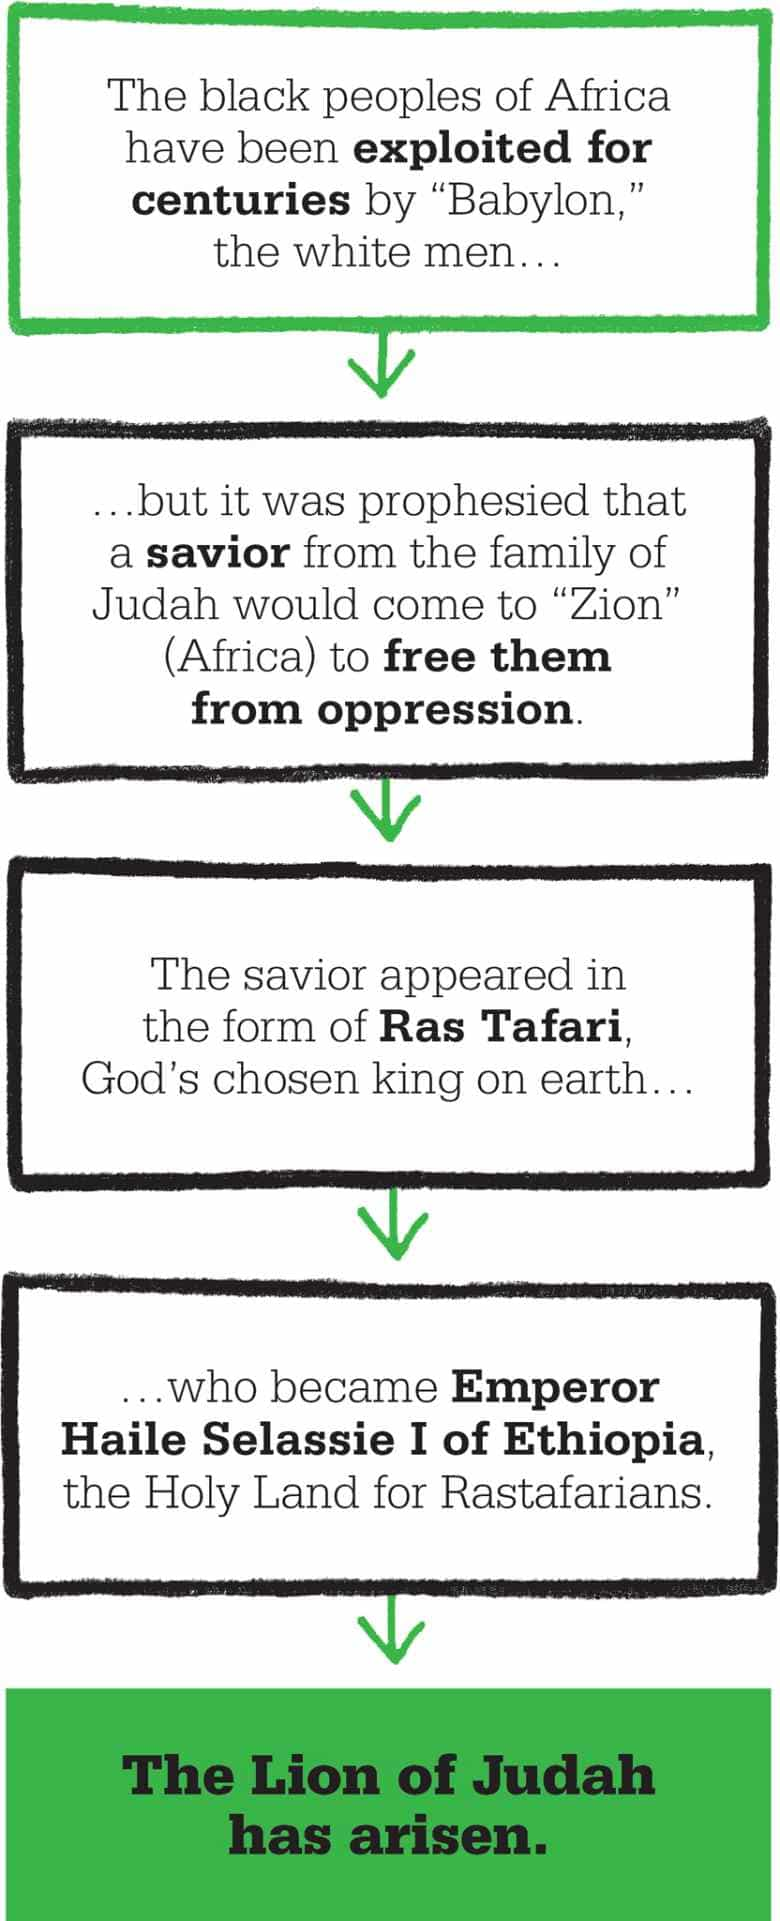 The black peoples of Africa
have been exploited for
centuries by “Babylon,”
the white men…
…but it was prophesied that
a savior from the family of
Judah would come to “Zion”
(Africa) to free them
from oppression.
The savior appeared in
the form of Ras Tafari,
God’s chosen king on earth…
…who became Emperor
Haile Selassie I of Ethiopia,
the Holy Land for Rastafarians.
The Lion of Judah
has arisen.